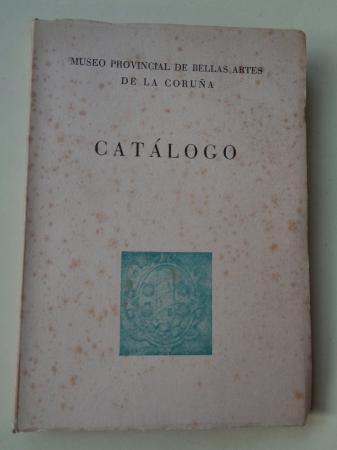 MUSEO PROVINCIAL DE BELLAS ARTES
DE LA CORUÑA
CATÁLOGO